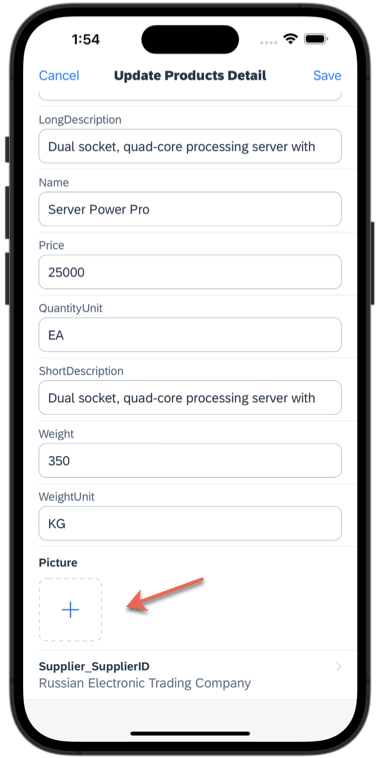 1:54
Cancel Update Products Detail Save
LongDescription
Dual socket, quad-core processing server with
Name
Server Power Pro
Price
25000
QuantityUnit
EA
ShortDescription
Dual socket, quad-core processing server with
Weight
350
WeightUnit
KG
Picture
+
Supplier_SupplierID
Russian Electronic Trading Company